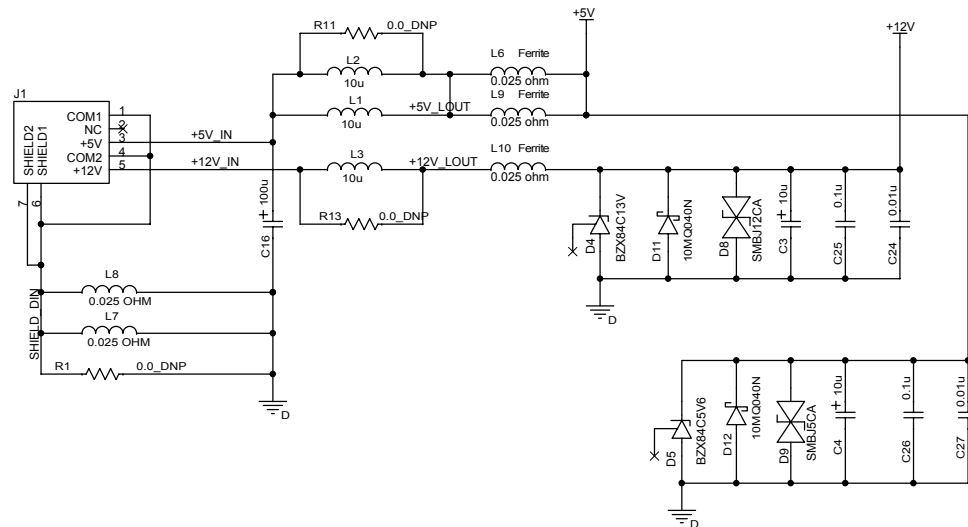 +5V
+12V
R11
0.0_DNP
L2
10u
L6 Ferrite
0.025 ohm
L9 Ferrite
0.025 ohm
L1
10u
+5V_LOUT
J1
COM1 1
NC 2
+5V 3
COM2 4
+12V 5
SHIELD2
SHIELD1
7
6
+5V_IN
+12V_IN
L3
10u
+12V_LOUT
L10 Ferrite
0.025 ohm
R13
0.0_DNP
+
100u
C16
D4
BZX84C13V
D11
10MQ040N
D8
SMBJ12CA
+
10u
C3
0.1u
C25
0.01u
C24
D
SHIELD_DIN
L8
0.025 OHM
L7
0.025 OHM
R1
0.0_DNP
D
D5
BZX84C5V6
D12
10MQ040N
D9
SMBJ5CA
+
10u
C4
0.1u
C26
0.01u
C27
D